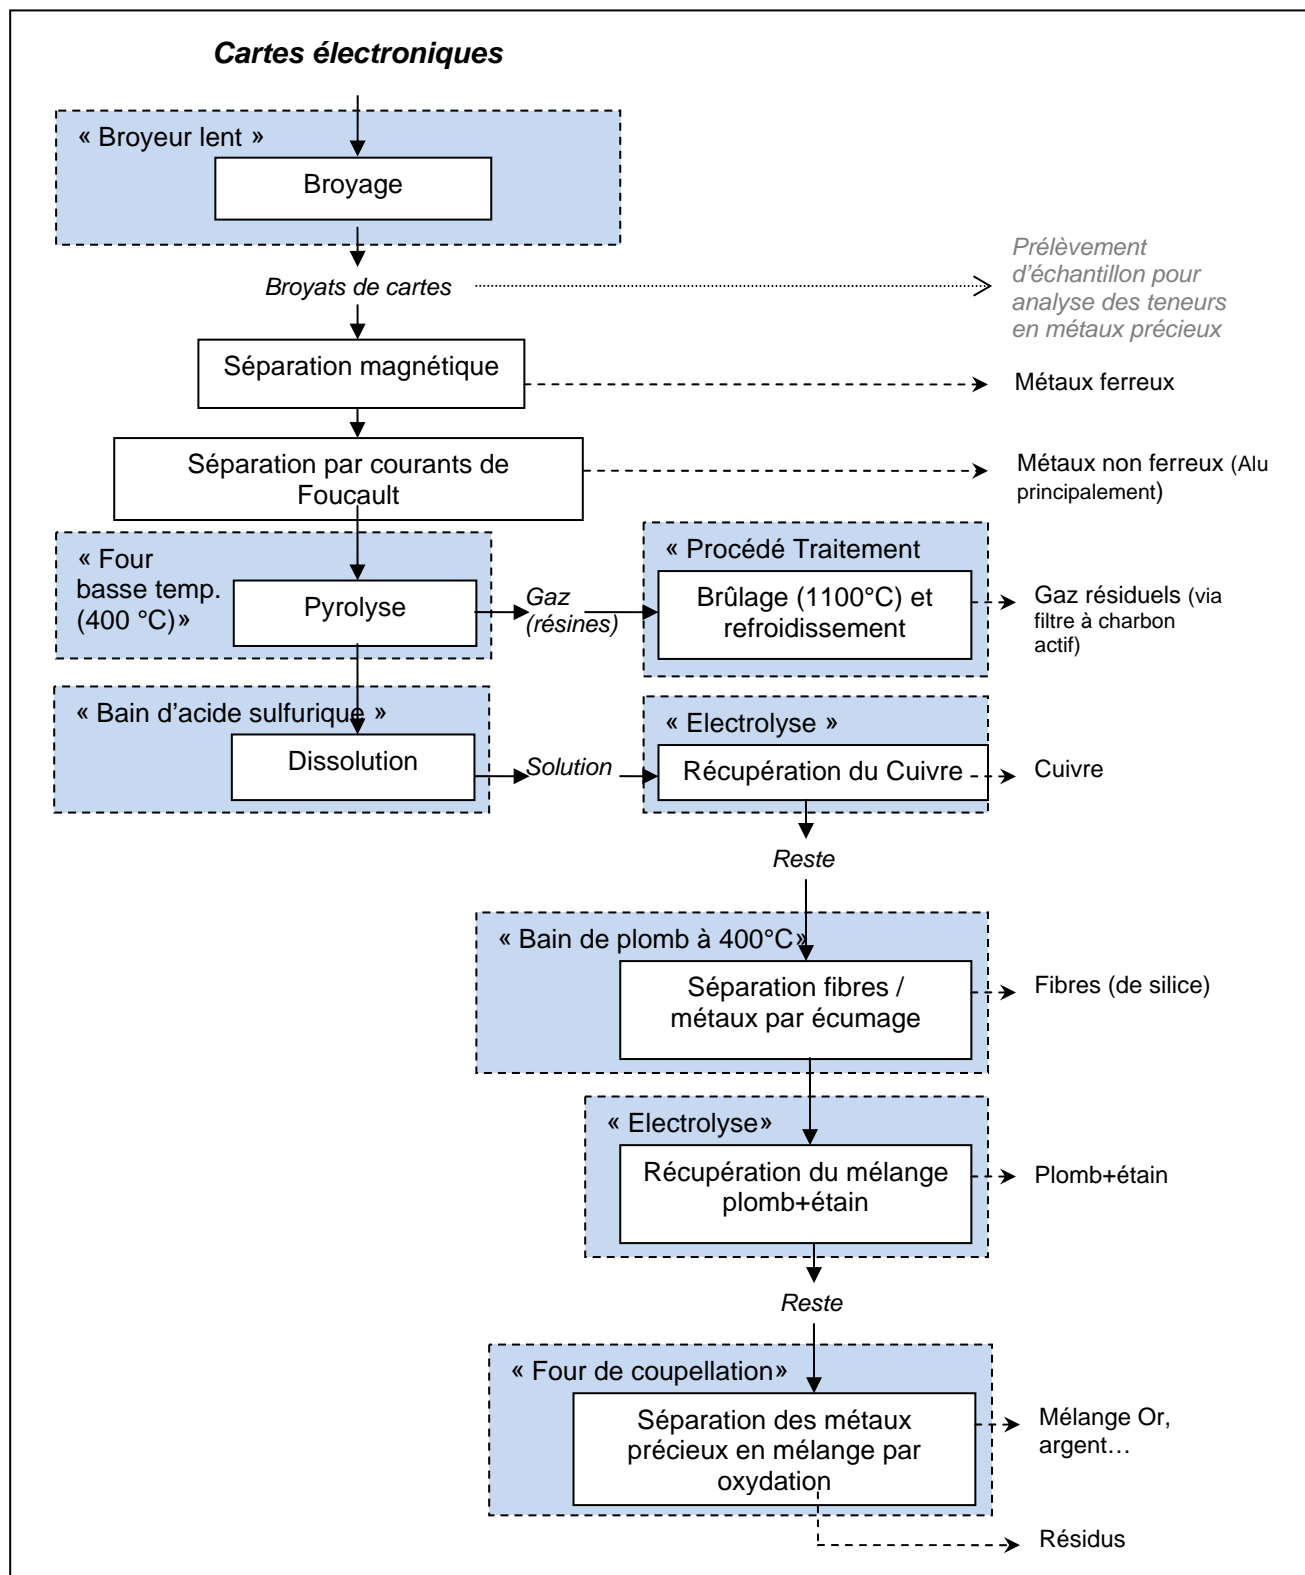 Cartes électroniques
« Broyeur lent »
Broyage
Broyats de cartes
Prélèvement
d'échantillon pour
analyse des teneurs
en métaux précieux
Séparation magnétique
Métaux ferreux
Séparation par courants de
Foucault
Métaux non ferreux (Alu
principalement)
« Four
basse temp.
(400 °C)»
Pyrolyse
Gaz
(résines)
« Procédé Traitement
Brûlage (1100°C) et
refroidissement
Gaz résiduels (via
filtre à charbon
actif)
« Bain d'acide sulfurique »
Dissolution
Solution
« Electrolyse »
Récupération du Cuivre
Cuivre
Reste
« Bain de plomb à 400°C»
Séparation fibres /
métaux par écumage
Fibres (de silice)
« Electrolyse»
Récupération du mélange
plomb+étain
Plomb+étain
Reste
« Four de coupellation»
Séparation des métaux
précieux en mélange par
oxydation
Mélange Or,
argent…
Résidus